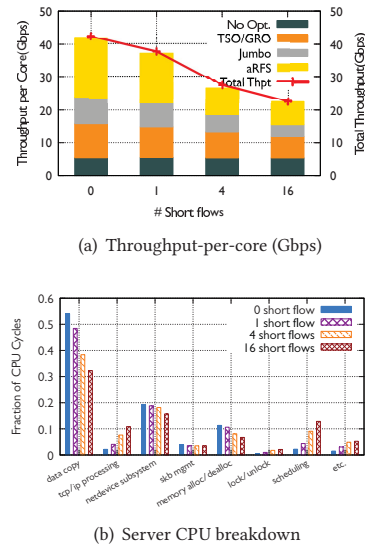 50
40
30
20
10
0
Throughput per Core(Gbps)
No Opt.
TSO/GRO
Jumbo
aRFS
Total Thpt
50
40
30
20
10
0
Total Throughput(Gbps)
0 1 4 16
# Short flows
(a) Throughput-per-core (Gbps)
0.6
0.5
0.4
0.3
0.2
0.1
0
Fraction of CPU Cycles
0 short flow
1 short flow
4 short flows
16 short flows
data copy
tcp/ip processing
netdevice subsystem
skb mgmt
memory alloc/dealloc
lock/unlock
scheduling
etc.
(b) Server CPU breakdown